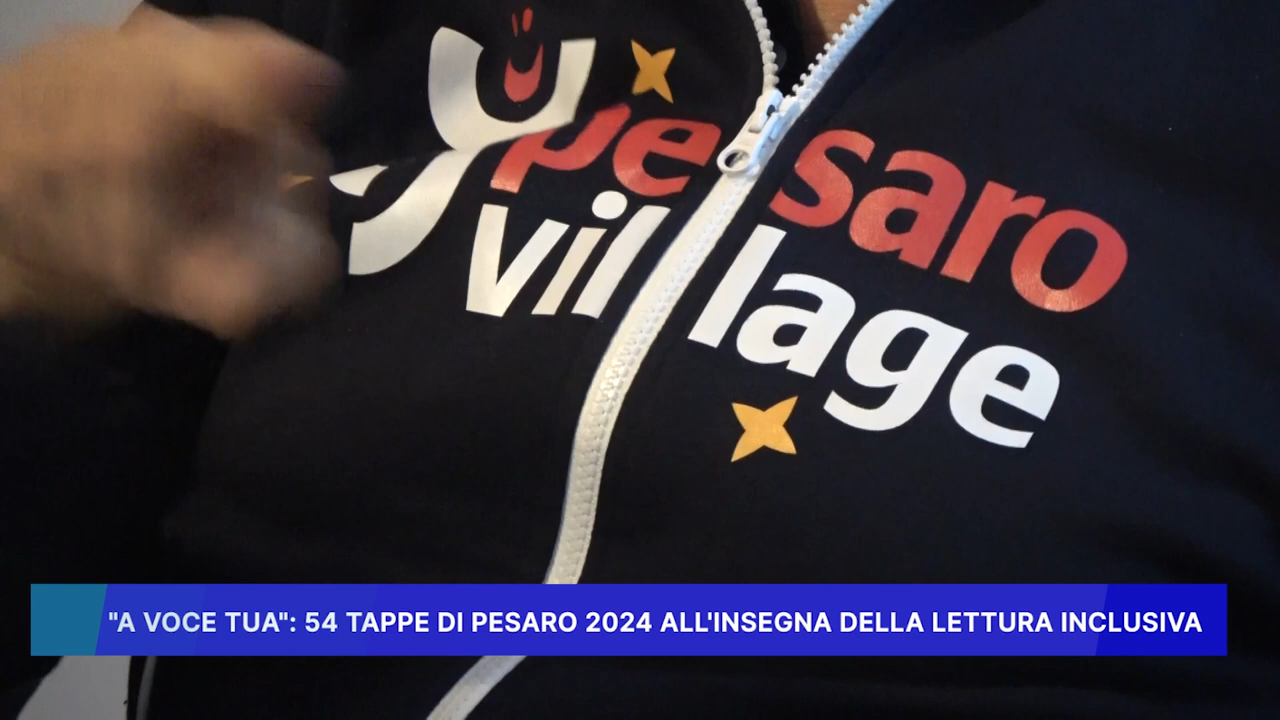 pesaro
village
"A VOCE TUA": 54 TAPPE DI PESARO 2024 ALL'INSEGNA DELLA LETTURA INCLUSIVA